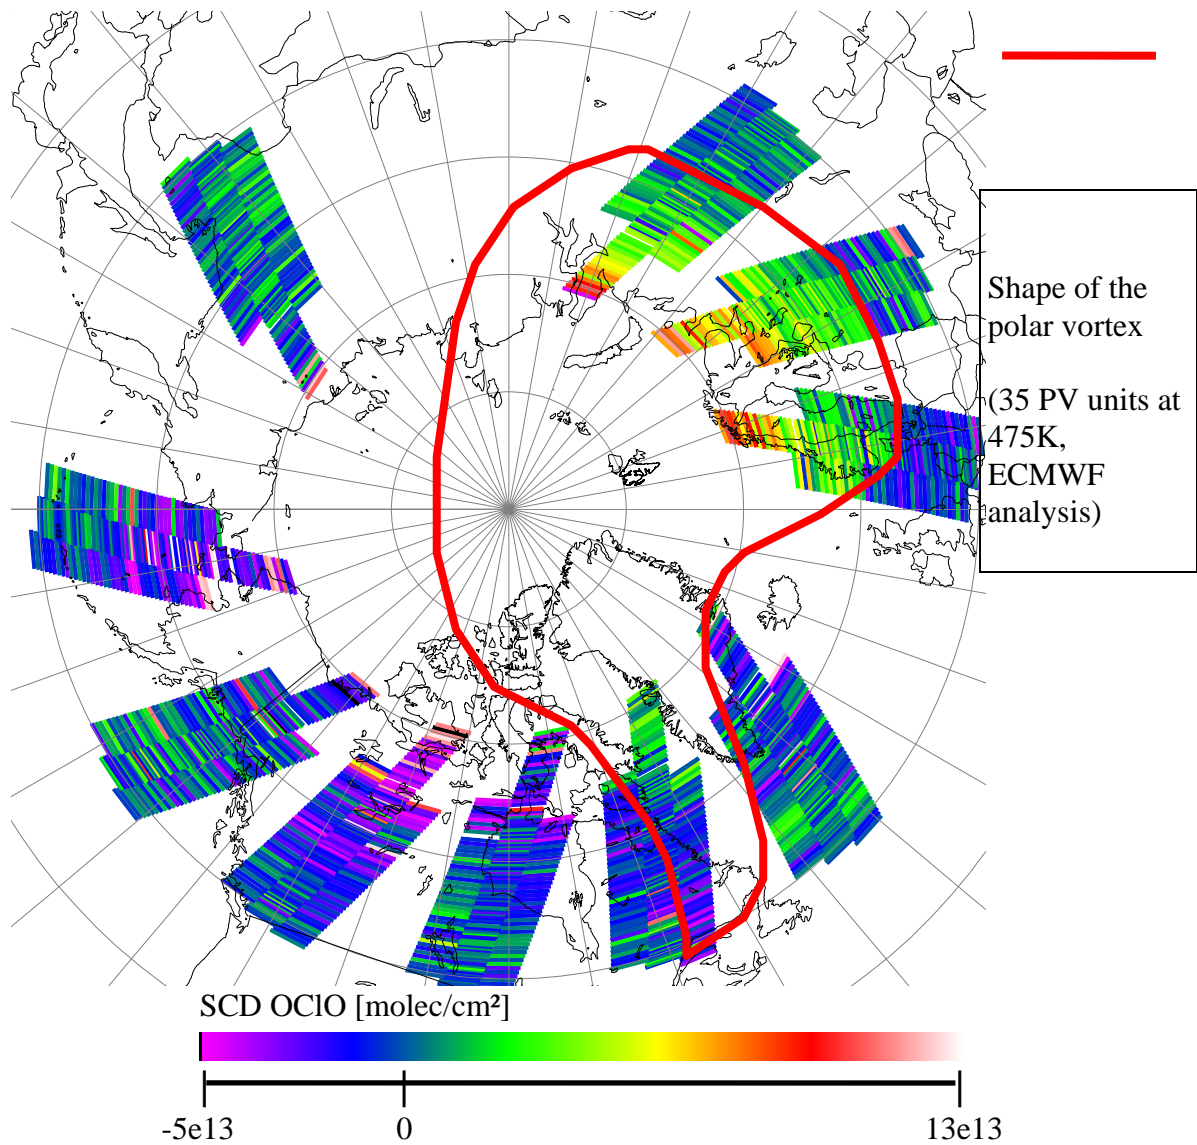 Shape of the
polar vortex
(35 PV units at
475K,
ECMWF
analysis)
SCD OClO [molec/cm²]
-5e13 0 13e13